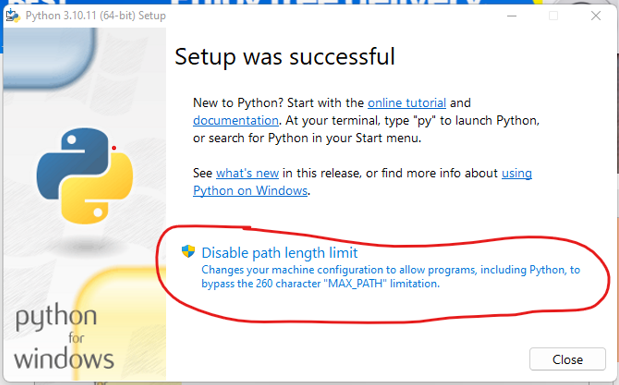 Python 3.10.11 (64-bit) Setup
Setup was successful
New to Python? Start with the online tutorial and
documentation. At your terminal, type "py" to launch Python,
or search for Python in your Start menu.
See what's new in this release, or find more info about using
Python on Windows.
Disable path length limit
Changes your machine configuration to allow programs, including Python, to
bypass the 260 character "MAX_PATH" limitation.
python
for
windows
Close